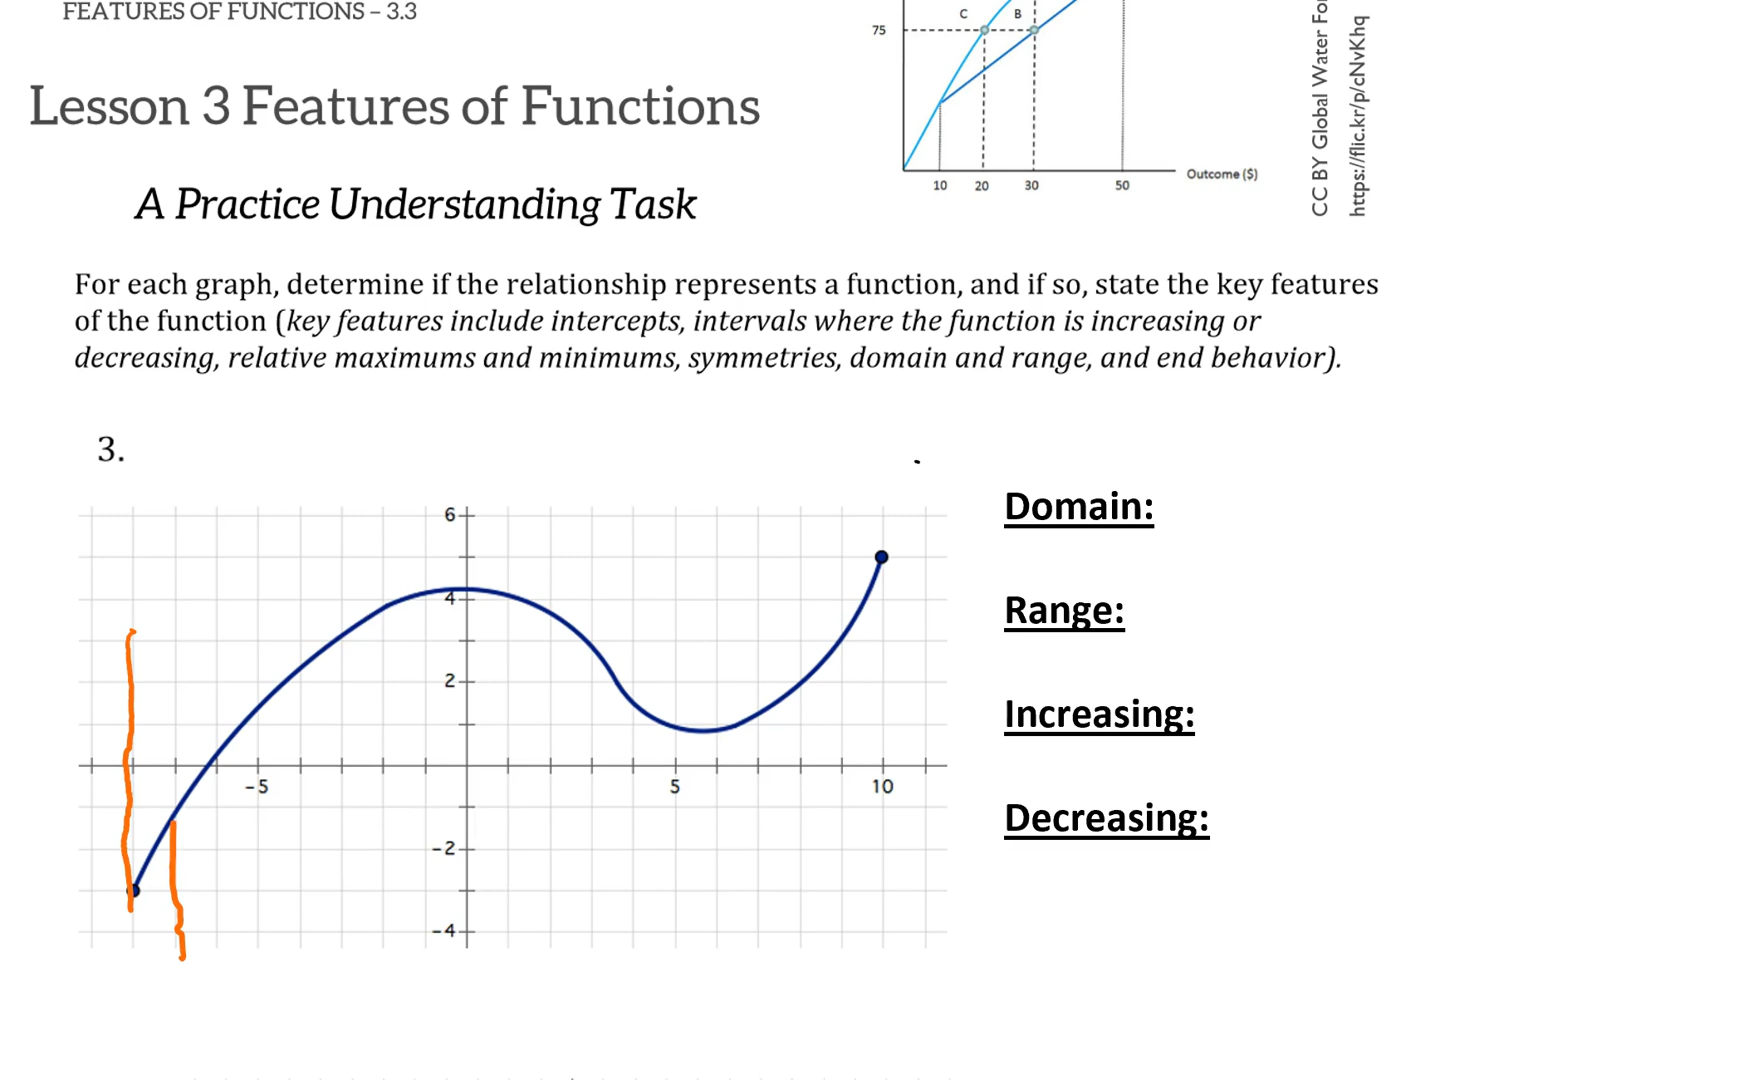 FEATURES OF FUNCTIONS – 3.3
C B
75
10 20 30 50
Outcome ($)
CC BY Global Water For
https://flic.kr/p/cNvKhq
Lesson 3 Features of Functions
A Practice Understanding Task
For each graph, determine if the relationship represents a function, and if so, state the key features
of the function (key features include intercepts, intervals where the function is increasing or
decreasing, relative maximums and minimums, symmetries, domain and range, and end behavior).
3.
6
4
2
-5 5 10
-2
-4
Domain:
Range:
Increasing:
Decreasing: